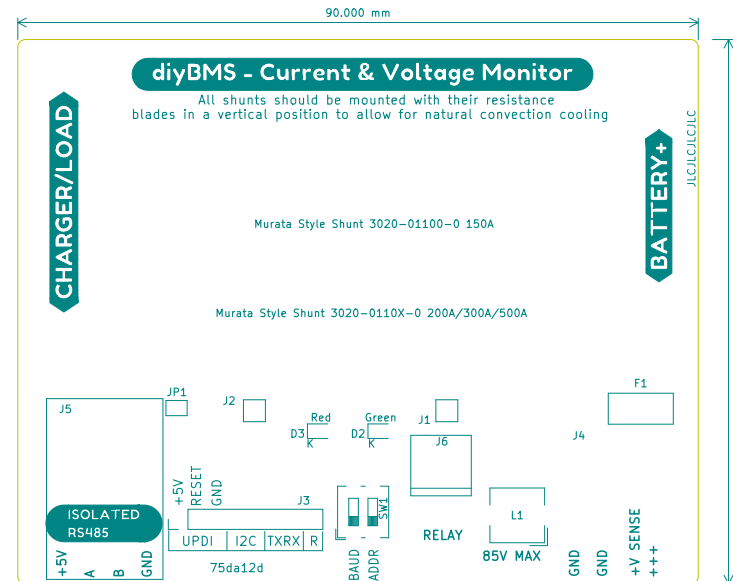 90.000 mm
diyBMS - Current & Voltage Monitor
All shunts should be mounted with their resistance
blades in a vertical position to allow for natural convection cooling
CHARGER/LOAD
BATTERY+
JLCJLCJLCJLC
Murata Style Shunt 3020-01100-0 150A
Murata Style Shunt 3020-0110X-0 200A/300A/500A
F1
JP1
J2
J5
Red
Green
J1
D3
D2
K
K
J6
J4
+5V
RESET
GND
J3
SW1
L1
ISOLATED
RS485
UPDI
I2C
TXRX
R
RELAY
85V MAX
75da12d
+5V
A
B
GND
BAUD
ADDR
GND
GND
+V SENSE
+++